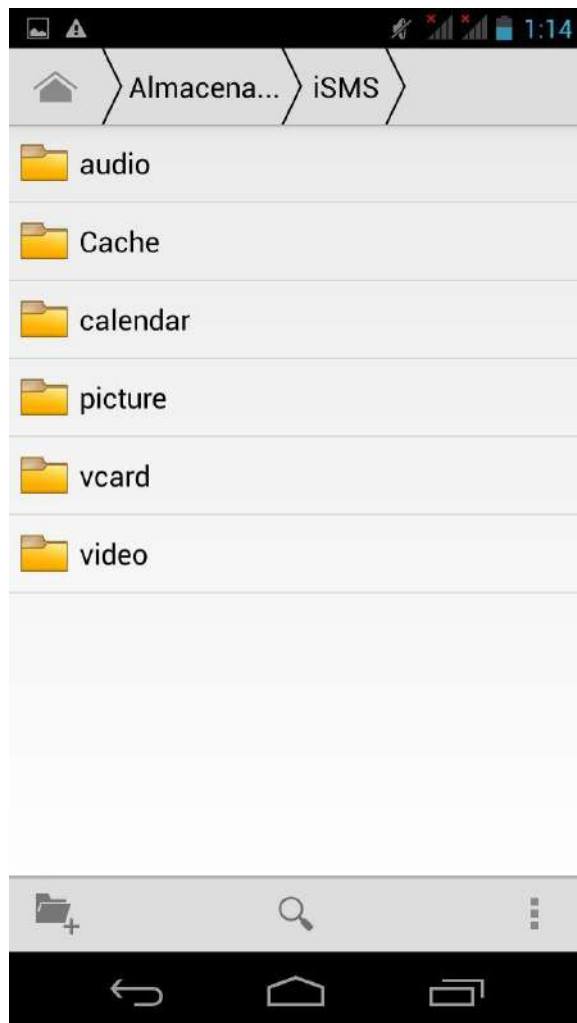 1:14
Almacena... iSMS
audio
Cache
calendar
picture
vcard
video